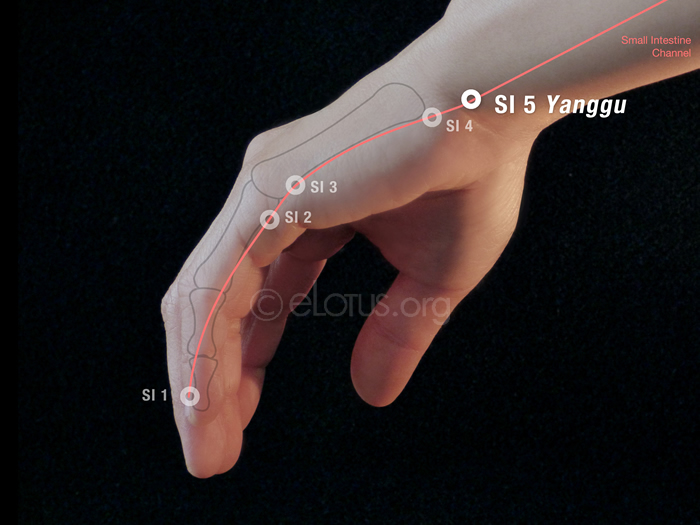 Small Intestine
Channel
SI 5 Yanggu
SI 4
SI 3
SI 2
© eLotus.org
SI 1